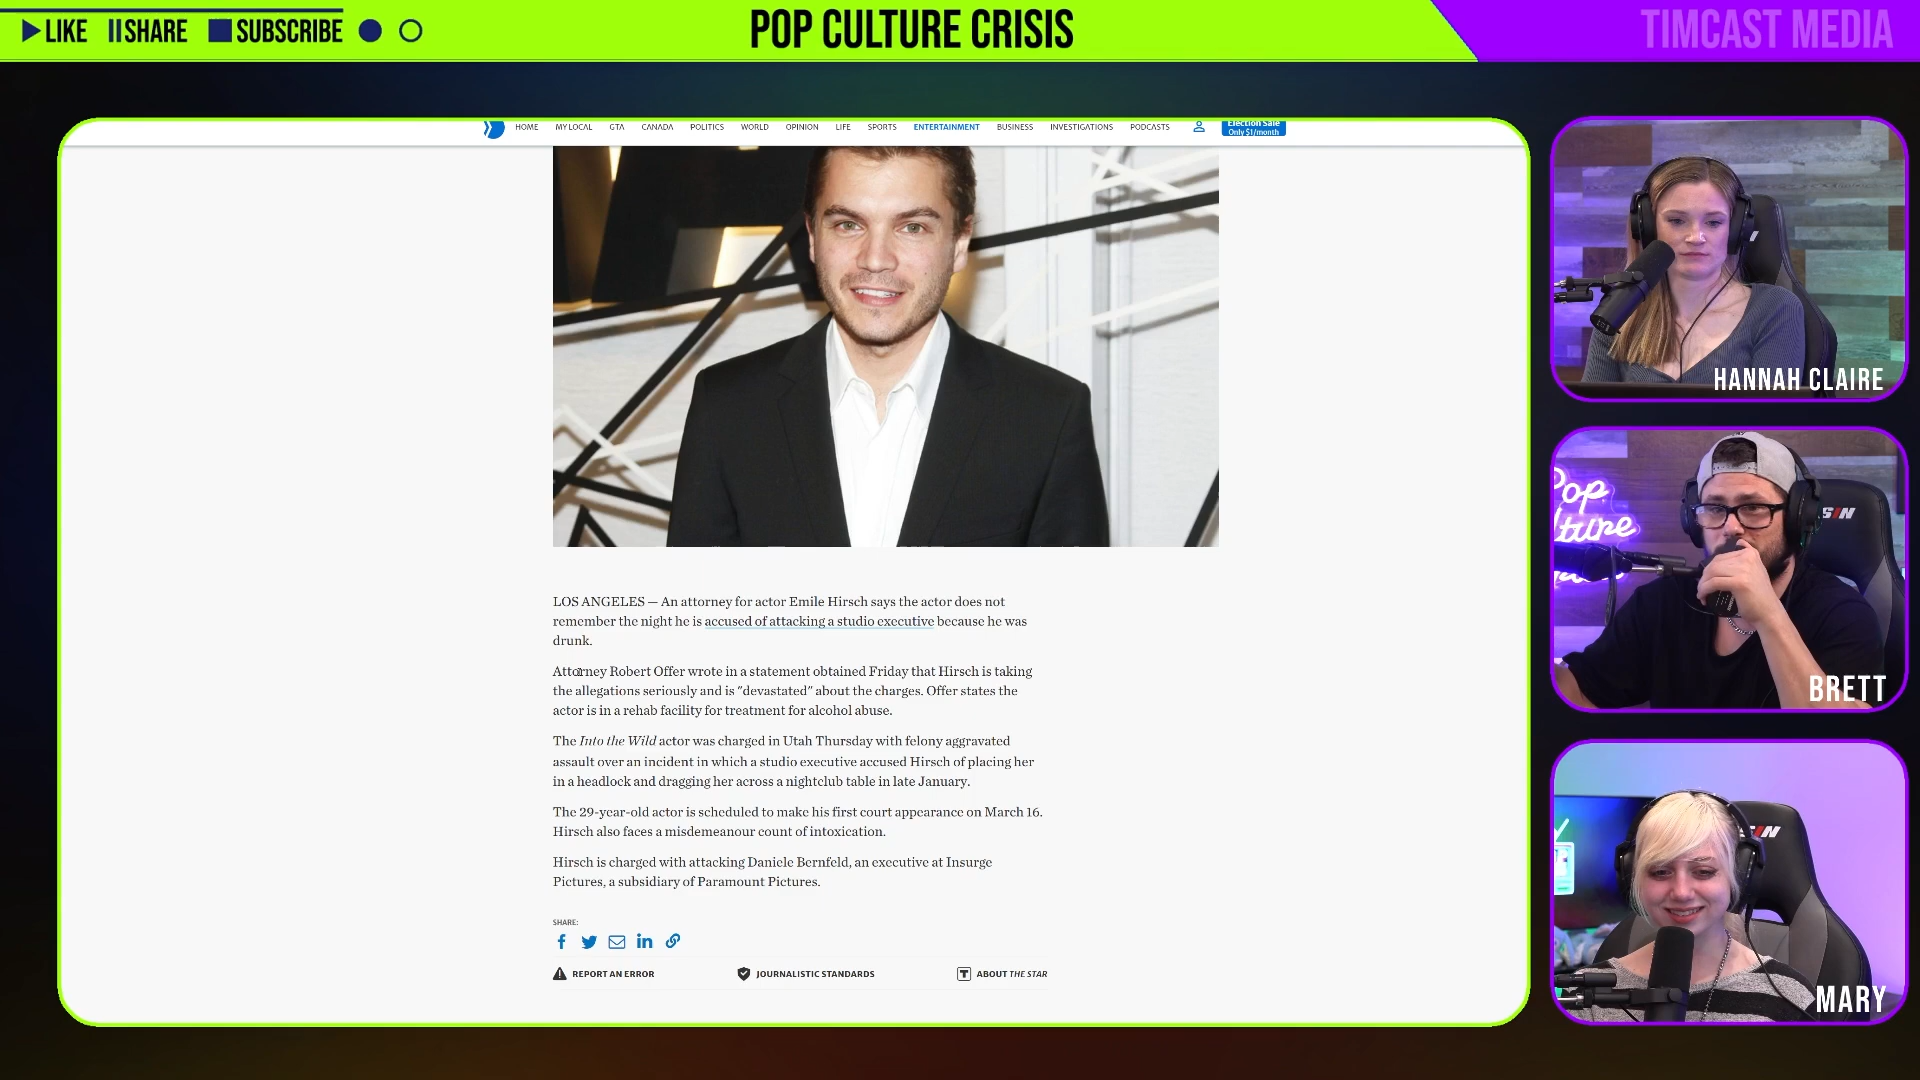 LIKE SHARE SUBSCRIBE
POP CULTURE CRISIS
TIMCAST MEDIA
HOME MY LOCAL GTA CANADA POLITICS WORLD OPINION LIFE SPORTS ENTERTAINMENT BUSINESS INVESTIGATIONS PODCASTS
Election Sale
Only $1/month
LOS ANGELES — An attorney for actor Emile Hirsch says the actor does not
remember the night he is accused of attacking a studio executive because he was
drunk.
Attorney Robert Offer wrote in a statement obtained Friday that Hirsch is taking
the allegations seriously and is "devastated" about the charges. Offer states the
actor is in a rehab facility for treatment for alcohol abuse.
The Into the Wild actor was charged in Utah Thursday with felony aggravated
assault over an incident in which a studio executive accused Hirsch of placing her
in a headlock and dragging her across a nightclub table in late January.
The 29-year-old actor is scheduled to make his first court appearance on March 16.
Hirsch also faces a misdemeanour count of intoxication.
Hirsch is charged with attacking Daniele Bernfeld, an executive at Insurge
Pictures, a subsidiary of Paramount Pictures.
SHARE:
REPORT AN ERROR JOURNALISTIC STANDARDS ABOUT THE STAR
HANNAH CLAIRE
Pop
BRETT
MARY